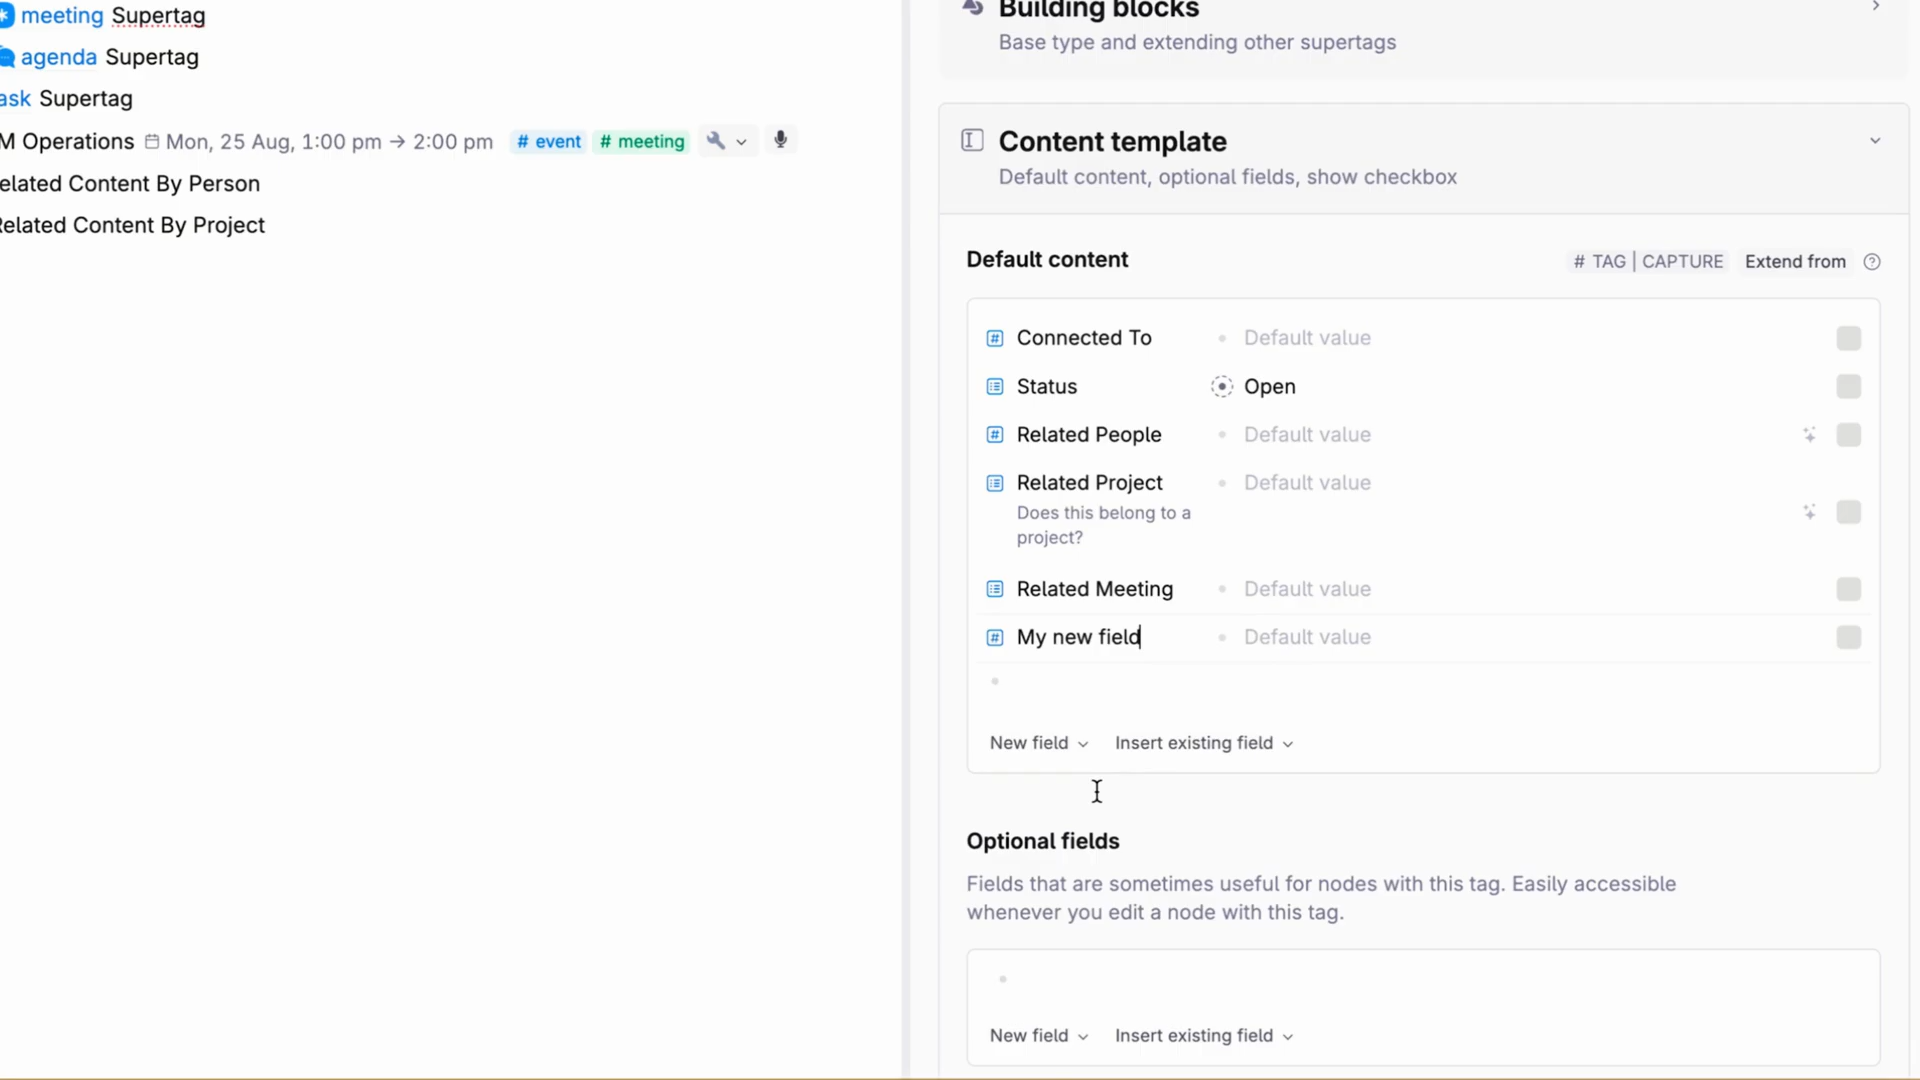 meeting Supertag
agenda Supertag
ask Supertag
M Operations Mon, 25 Aug, 1:00 pm → 2:00 pm # event # meeting
elated Content By Person
Related Content By Project
Building blocks
Base type and extending other supertags
Content template
Default content, optional fields, show checkbox
Default content # TAG | CAPTURE Extend from
Connected To Default value
Status Open
Related People Default value
Related Project Default value
Does this belong to a
project?
Related Meeting Default value
My new field Default value
New field Insert existing field
Optional fields
Fields that are sometimes useful for nodes with this tag. Easily accessible
whenever you edit a node with this tag.
New field Insert existing field